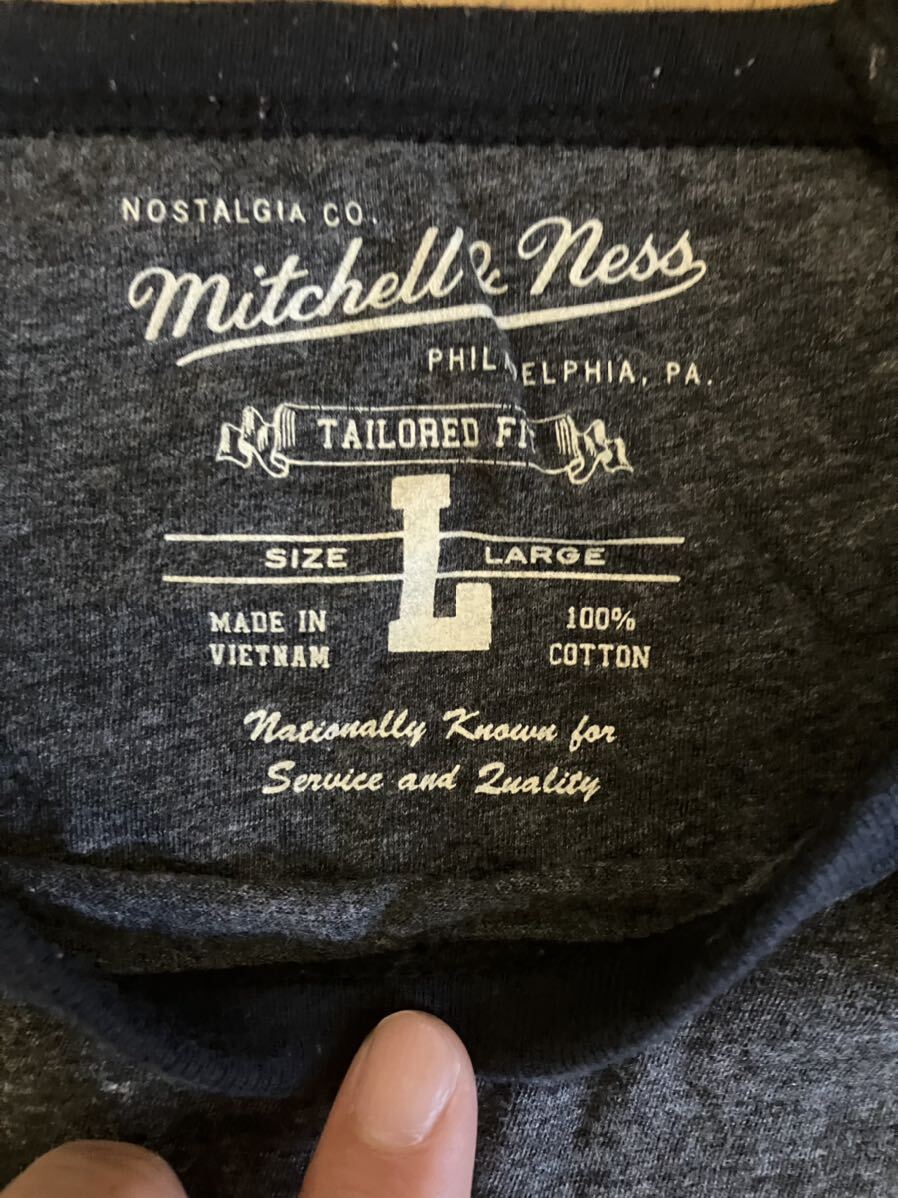 NOSTALGIA CO.
Mitchell & Ness
PHILADELPHIA, PA.
TAILORED FIT
L
SIZE LARGE
MADE IN VIETNAM
100% COTTON
Nationally Known for
Service and Quality